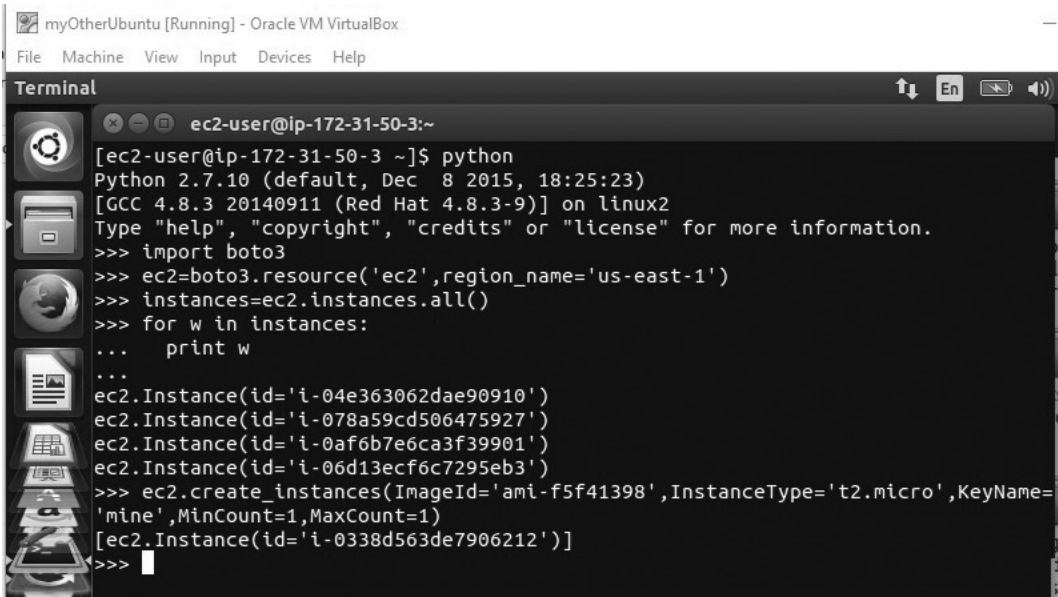 myOtherUbuntu [Running] - Oracle VM VirtualBox
File Machine View Input Devices Help
Terminal En
ec2-user@ip-172-31-50-3:~
[ec2-user@ip-172-31-50-3 ~]$ python
Python 2.7.10 (default, Dec  8 2015, 18:25:23)
[GCC 4.8.3 20140911 (Red Hat 4.8.3-9)] on linux2
Type "help", "copyright", "credits" or "license" for more information.
>>> import boto3
>>> ec2=boto3.resource('ec2',region_name='us-east-1')
>>> instances=ec2.instances.all()
>>> for w in instances:
...   print w
...
ec2.Instance(id='i-04e363062dae90910')
ec2.Instance(id='i-078a59cd506475927')
ec2.Instance(id='i-0af6b7e6ca3f39901')
ec2.Instance(id='i-06d13ecf6c7295eb3')
>>> ec2.create_instances(ImageId='ami-f5f41398',InstanceType='t2.micro',KeyName=
'mine',MinCount=1,MaxCount=1)
[ec2.Instance(id='i-0338d563de7906212')]
>>>